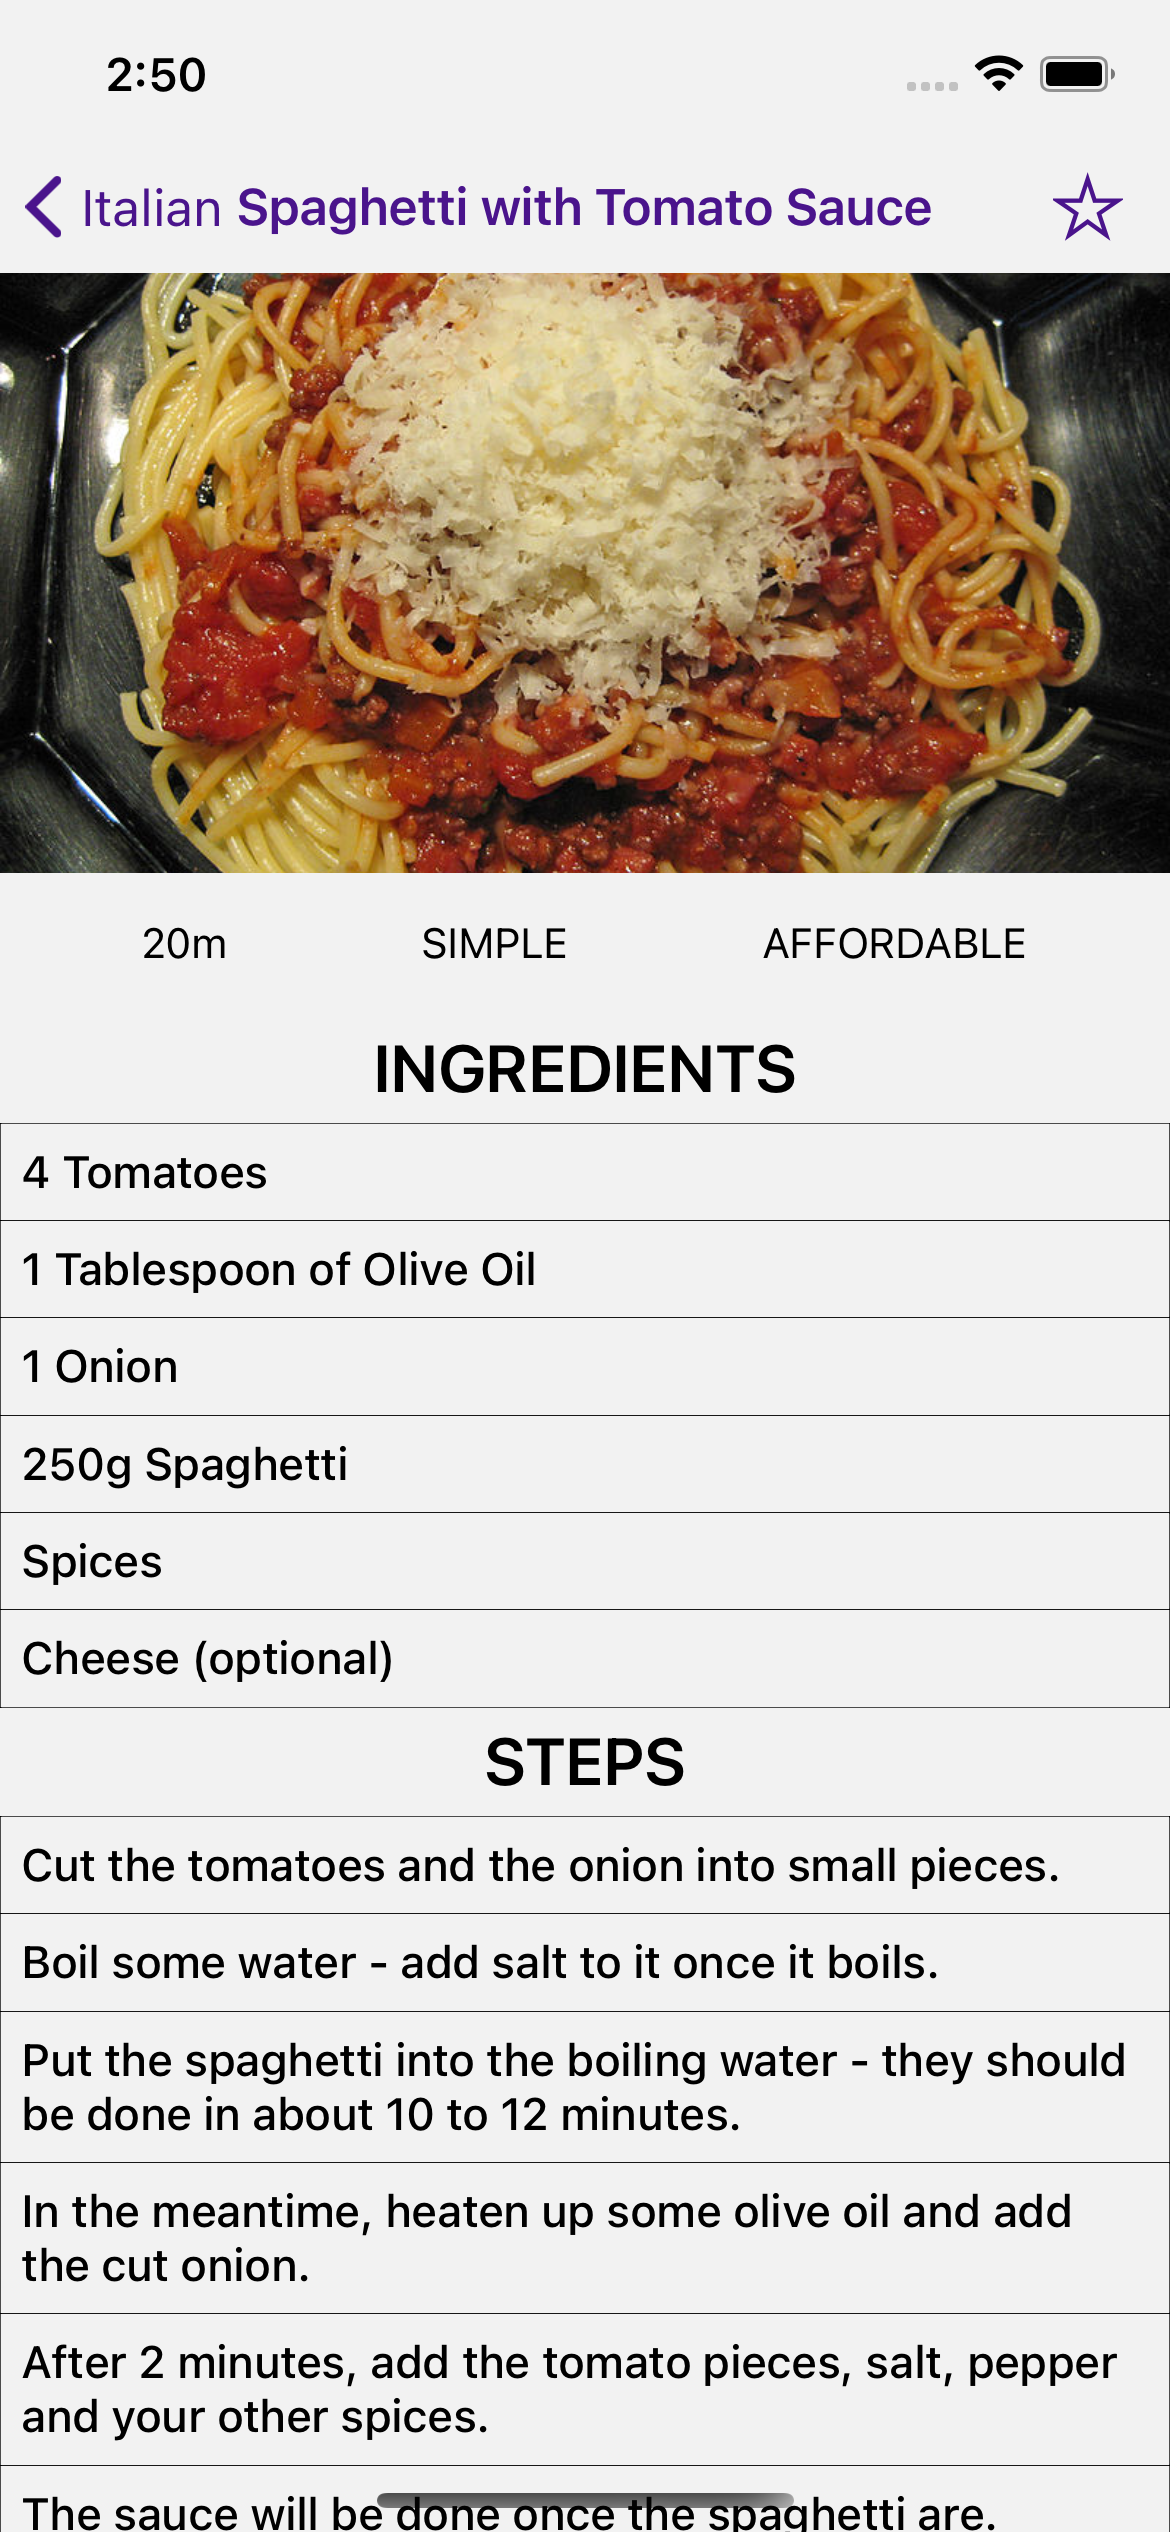 2:50
Italian Spaghetti with Tomato Sauce
20m SIMPLE AFFORDABLE
INGREDIENTS
4 Tomatoes
1 Tablespoon of Olive Oil
1 Onion
250g Spaghetti
Spices
Cheese (optional)
STEPS
Cut the tomatoes and the onion into small pieces.
Boil some water - add salt to it once it boils.
Put the spaghetti into the boiling water - they should
be done in about 10 to 12 minutes.
In the meantime, heaten up some olive oil and add
the cut onion.
After 2 minutes, add the tomato pieces, salt, pepper
and your other spices.
The sauce will be done once the spaghetti are.